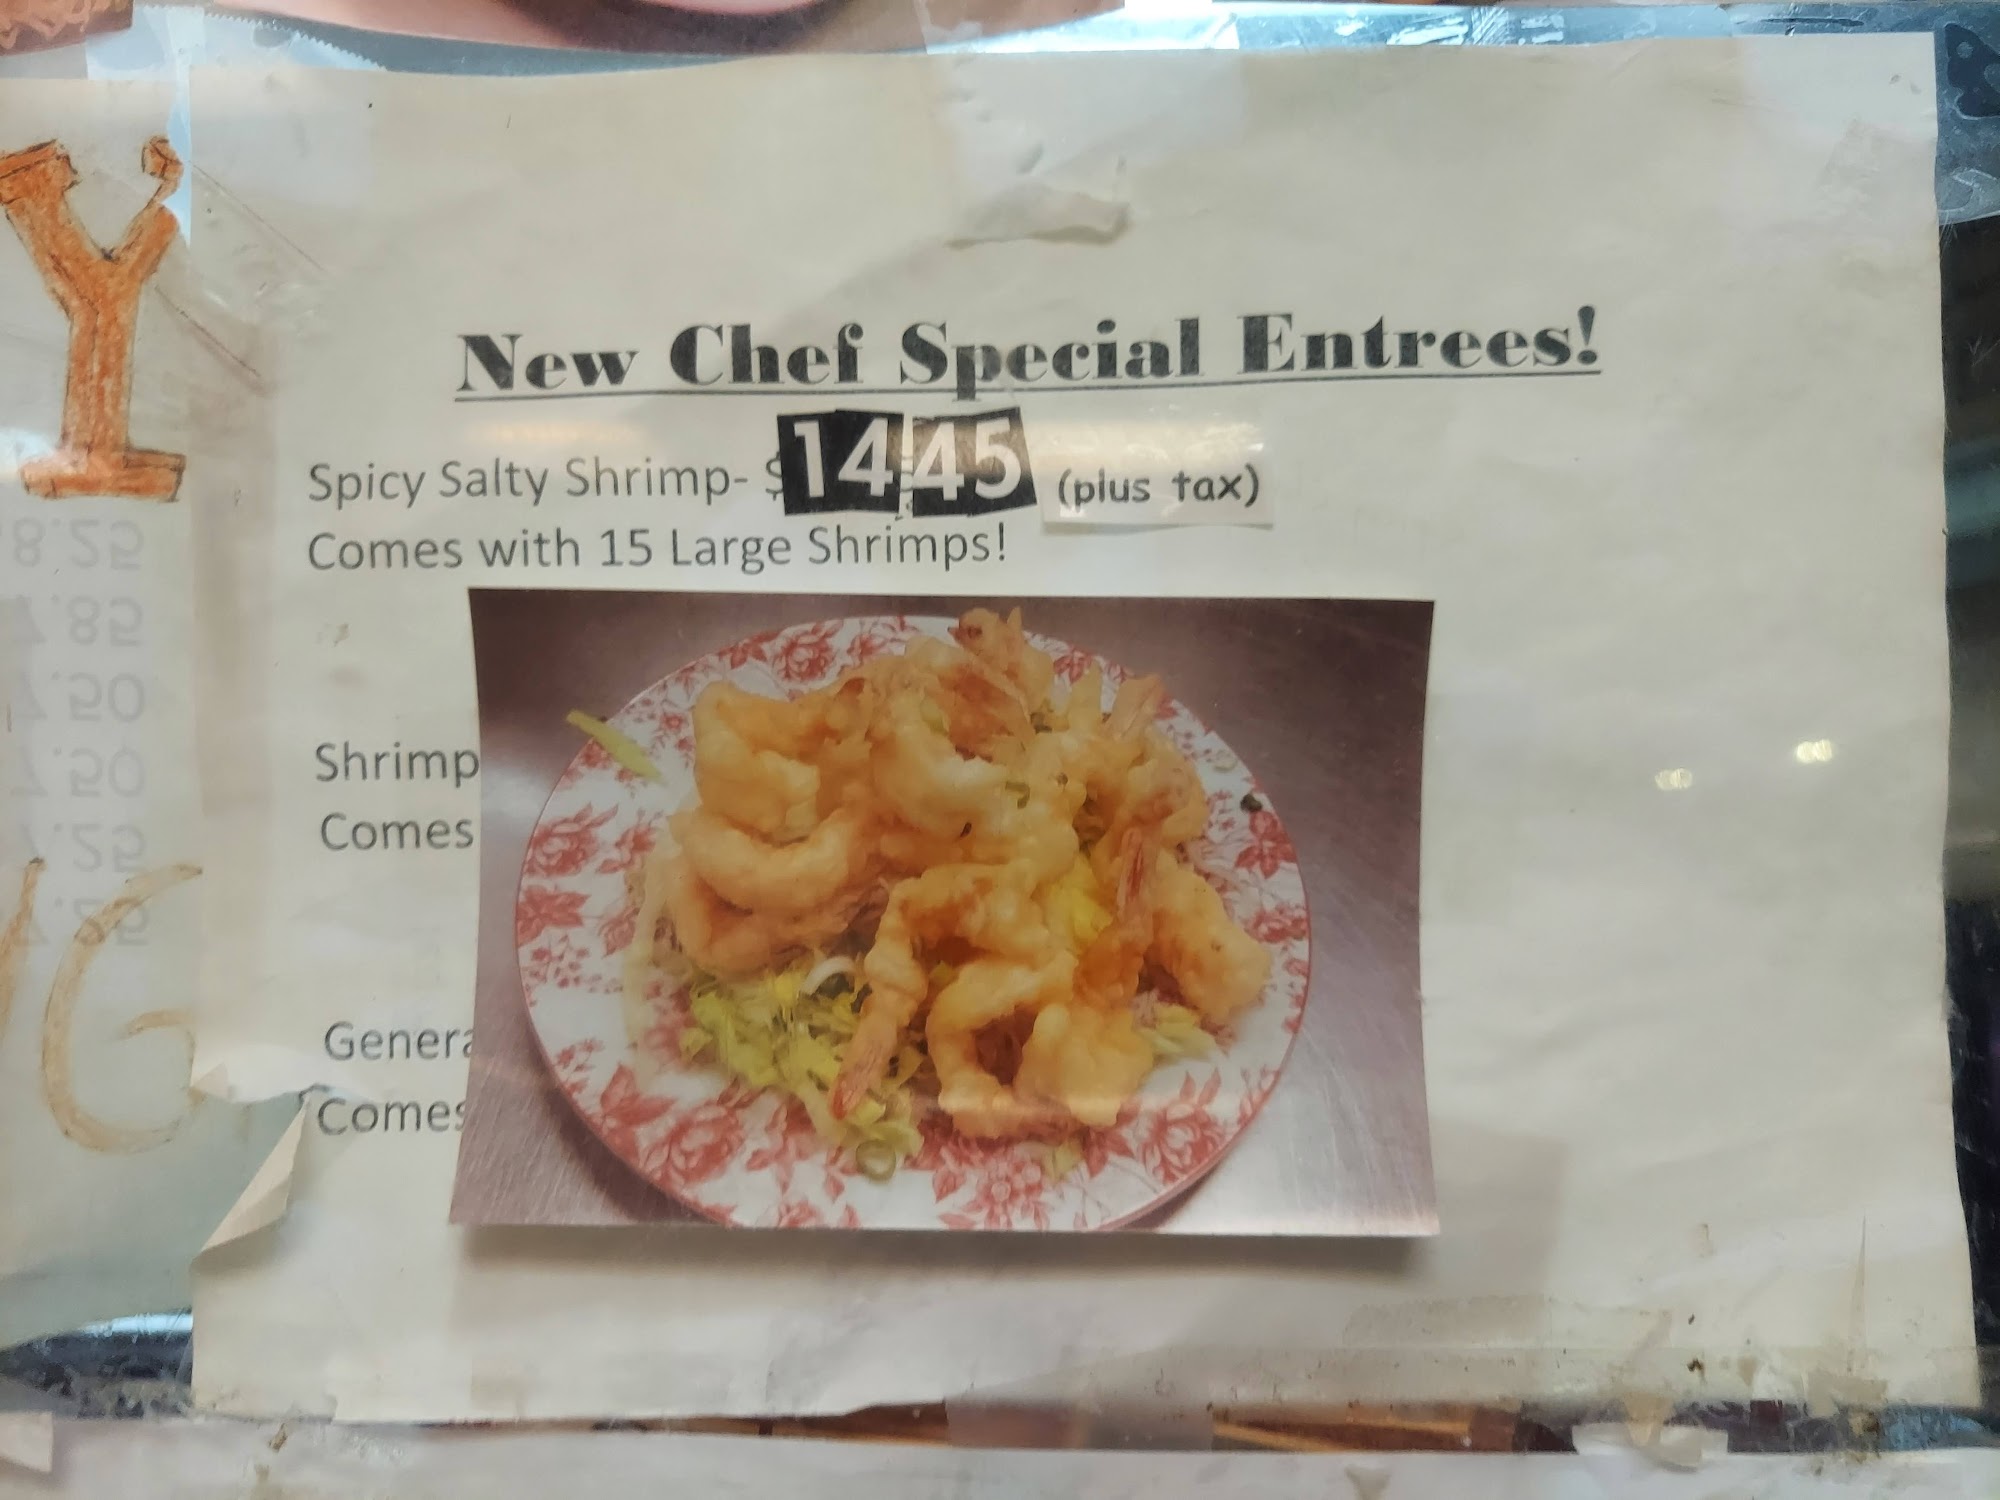 Y
New Chef Special Entrees!
Spicy Salty Shrimp- $14 45 (plus tax)
Comes with 15 Large Shrimps!
Shrimp
Comes
Genera
Comes
G